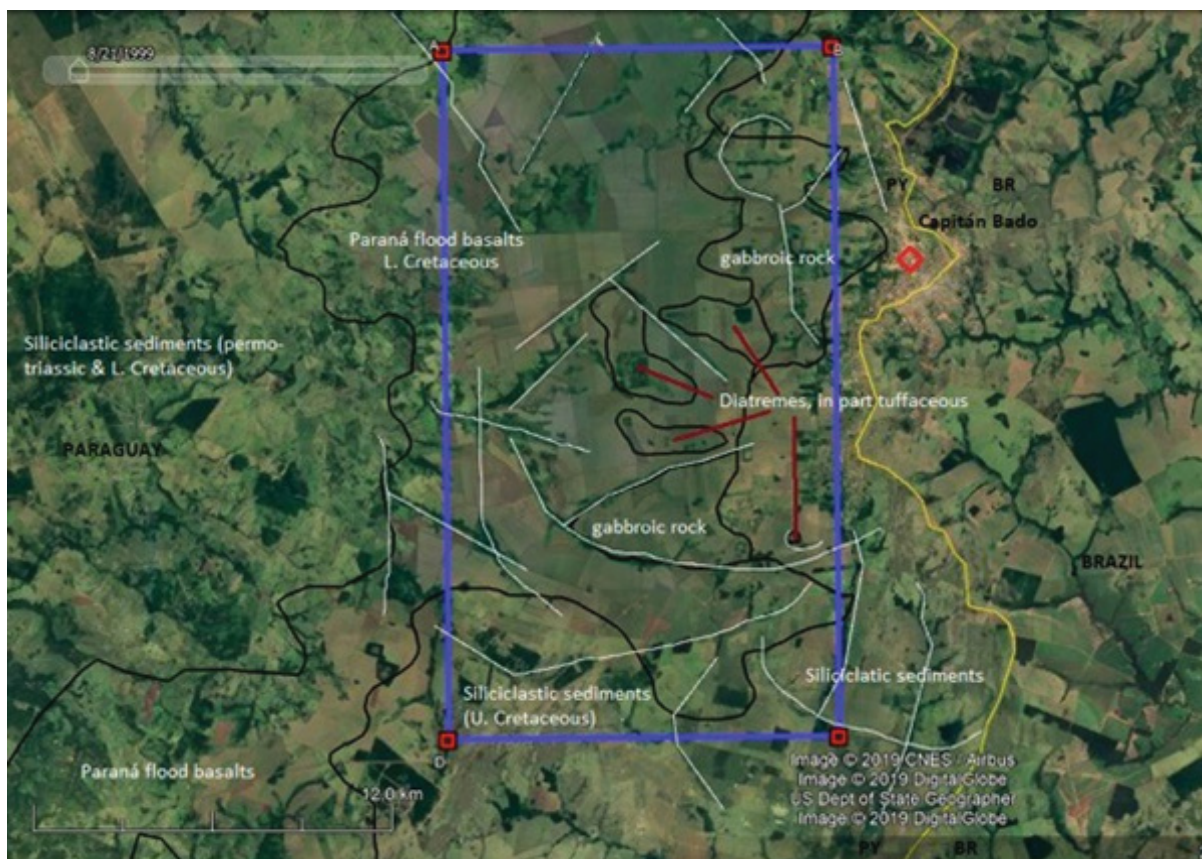 8/21/1999
A
B
PY
BR
Capitán Bado
Paraná flood basalts
L. Cretaceous
gabbroic rock
Siliciclastic sediments (permo-
triassic & L. Cretaceous)
Diatremes, in part tuffaceous
PARAGUAY
gabbroic rock
BRAZIL
Siliciclatic sediments
Siliciclastic sediments
(U. Cretaceous)
D
Paraná flood basalts
12.0 km
Image © 2019 CNES / Airbus
Image © 2019 DigitalGlobe
US Dept of State Geographer
Image © 2019 DigitalGlobe
PY
BR